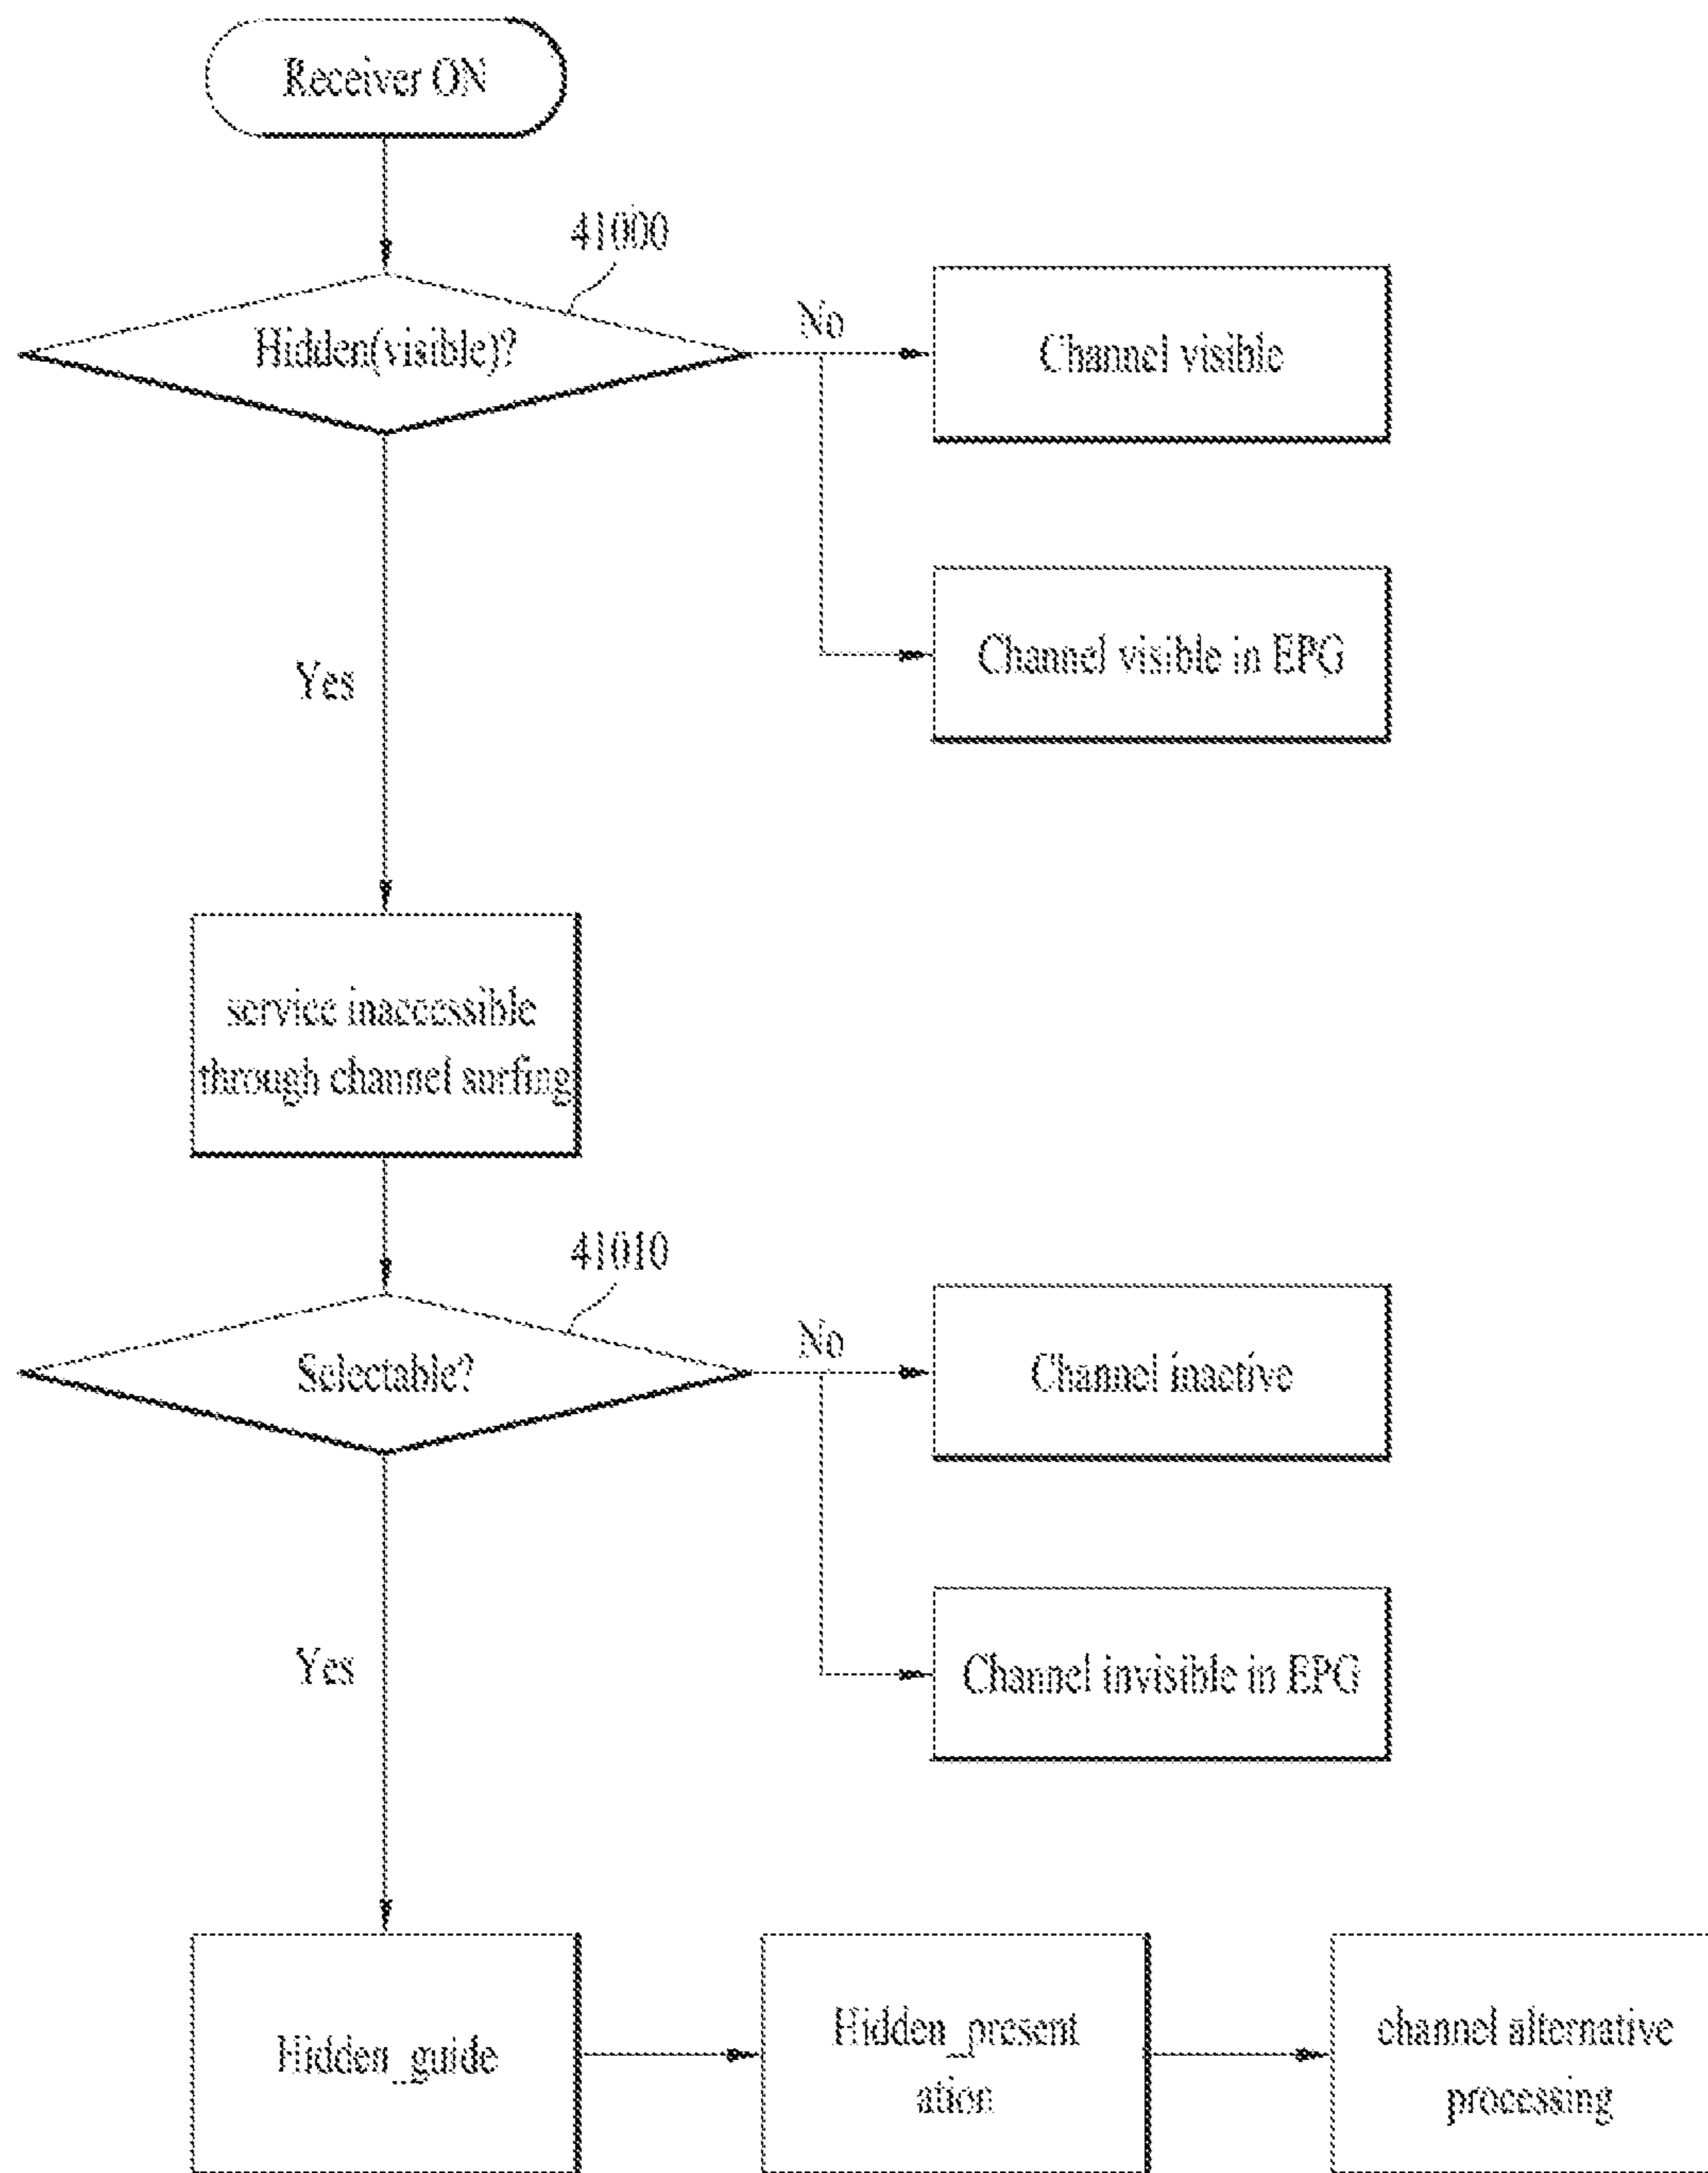 Receiver ON
41000
Hidden(visible)?
No
Channel visible
Channel visible in EPG
Yes
service inaccessible
through channel surfing
41010
Selectable?
No
Channel inactive
Channel invisible in EPG
Yes
Hidden_guide
Hidden_present
ation
channel alternative
processing